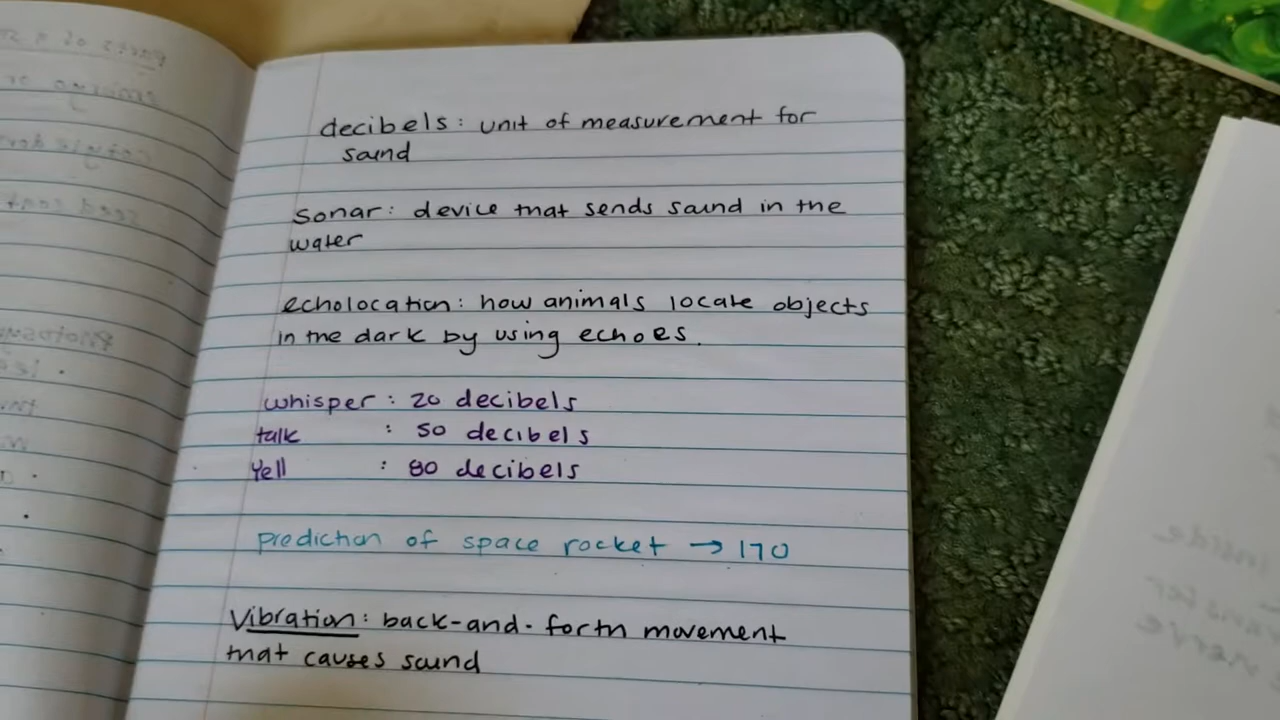 decibels: unit of measurement for
sound
sonar: device that sends sound in the
water
echolocation: how animals locate objects
in the dark by using echoes.
whisper: 20 decibels
talk : 50 decibels
Yell : 80 decibels
prediction of space rocket → 170
Vibration: back-and-forth movement
that causes sound